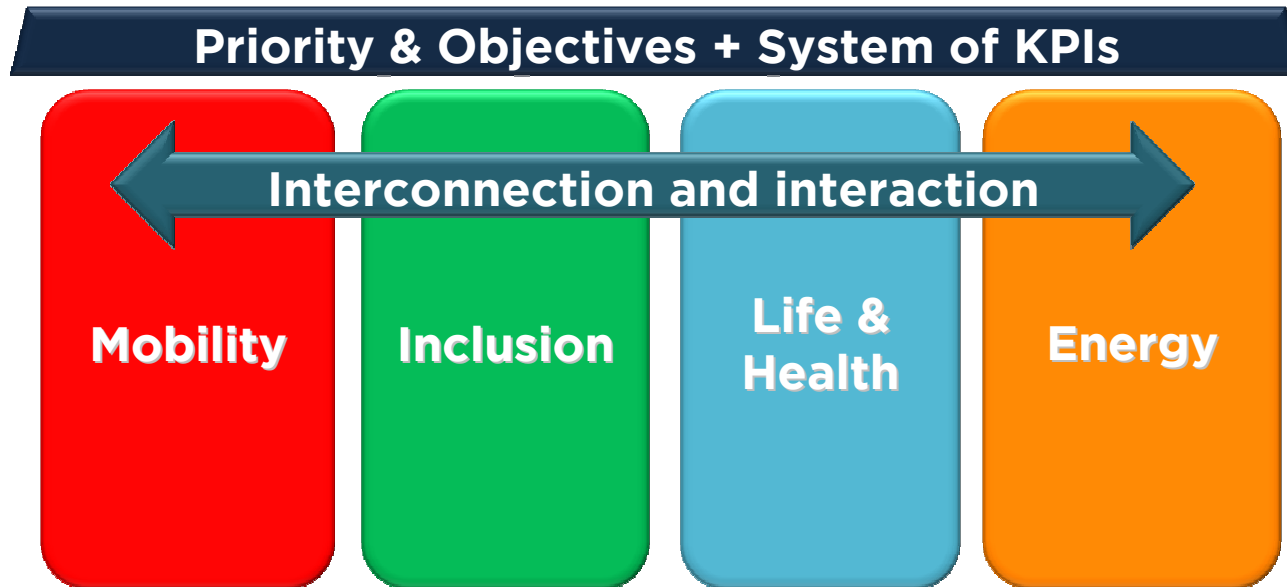 Priority & Objectives + System of KPIs
Interconnection and interaction
Mobility
Inclusion
Life &
Health
Energy